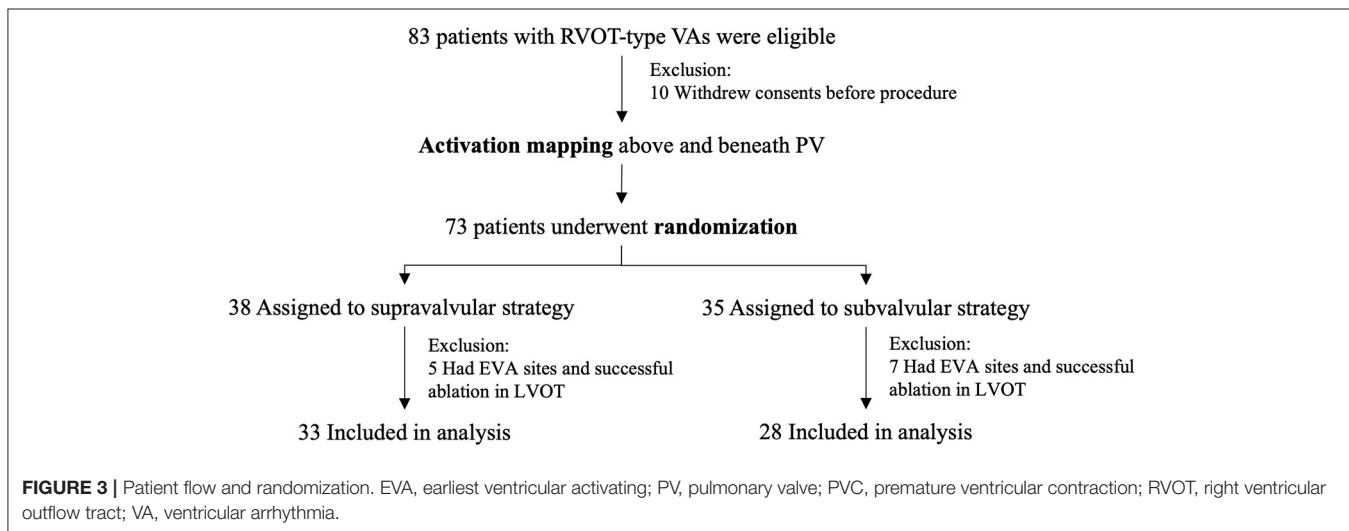 83 patients with RVOT-type VAs were eligible
Exclusion:
10 Withdrew consents before procedure
Activation mapping above and beneath PV
73 patients underwent randomization
38 Assigned to supravalvular strategy
35 Assigned to subvalvular strategy
Exclusion:
5 Had EVA sites and successful
ablation in LVOT
Exclusion:
7 Had EVA sites and successful
ablation in LVOT
33 Included in analysis
28 Included in analysis
FIGURE 3 | Patient flow and randomization. EVA, earliest ventricular activating; PV, pulmonary valve; PVC, premature ventricular contraction; RVOT, right ventricular
outflow tract; VA, ventricular arrhythmia.